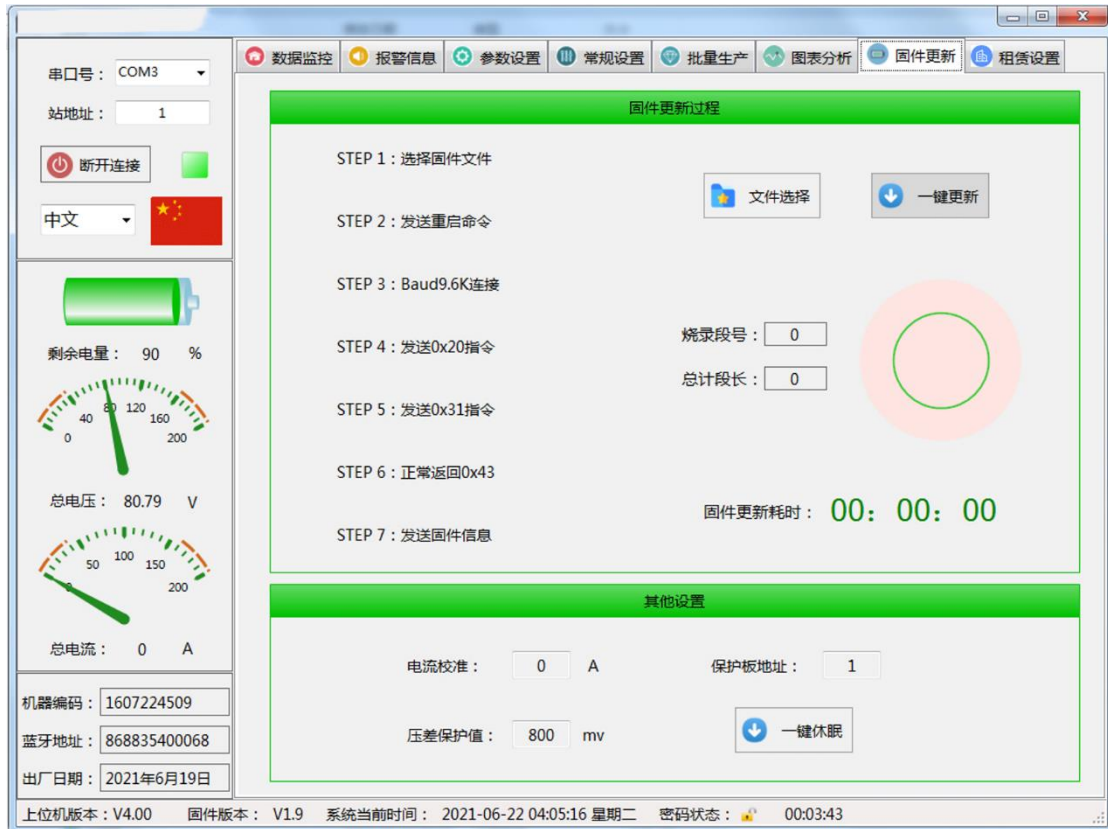 数据监控 报警信息 参数设置 常规设置 批量生产 图表分析 固件更新 租赁设置
串口号： COM3
站地址： 1
断开连接
中文
剩余电量： 90 %
0 40 80 120 160 200
总电压： 80.79 V
0 50 100 150 200
总电流： 0 A
机器编码： 1607224509
蓝牙地址： 868835400068
出厂日期： 2021年6月19日
固件更新过程
STEP 1：选择固件文件
STEP 2：发送重启命令
STEP 3：Baud9.6K连接
STEP 4：发送0x20指令
STEP 5：发送0x31指令
STEP 6：正常返回0x43
STEP 7：发送固件信息
文件选择 一键更新
烧录段号： 0
总计段长： 0
固件更新耗时： 00：00：00
其他设置
电流校准： 0 A 保护板地址： 1
压差保护值： 800 mv 一键休眠
上位机版本：V4.00 固件版本： V1.9 系统当前时间： 2021-06-22 04:05:16 星期二 密码状态： 00:03:43